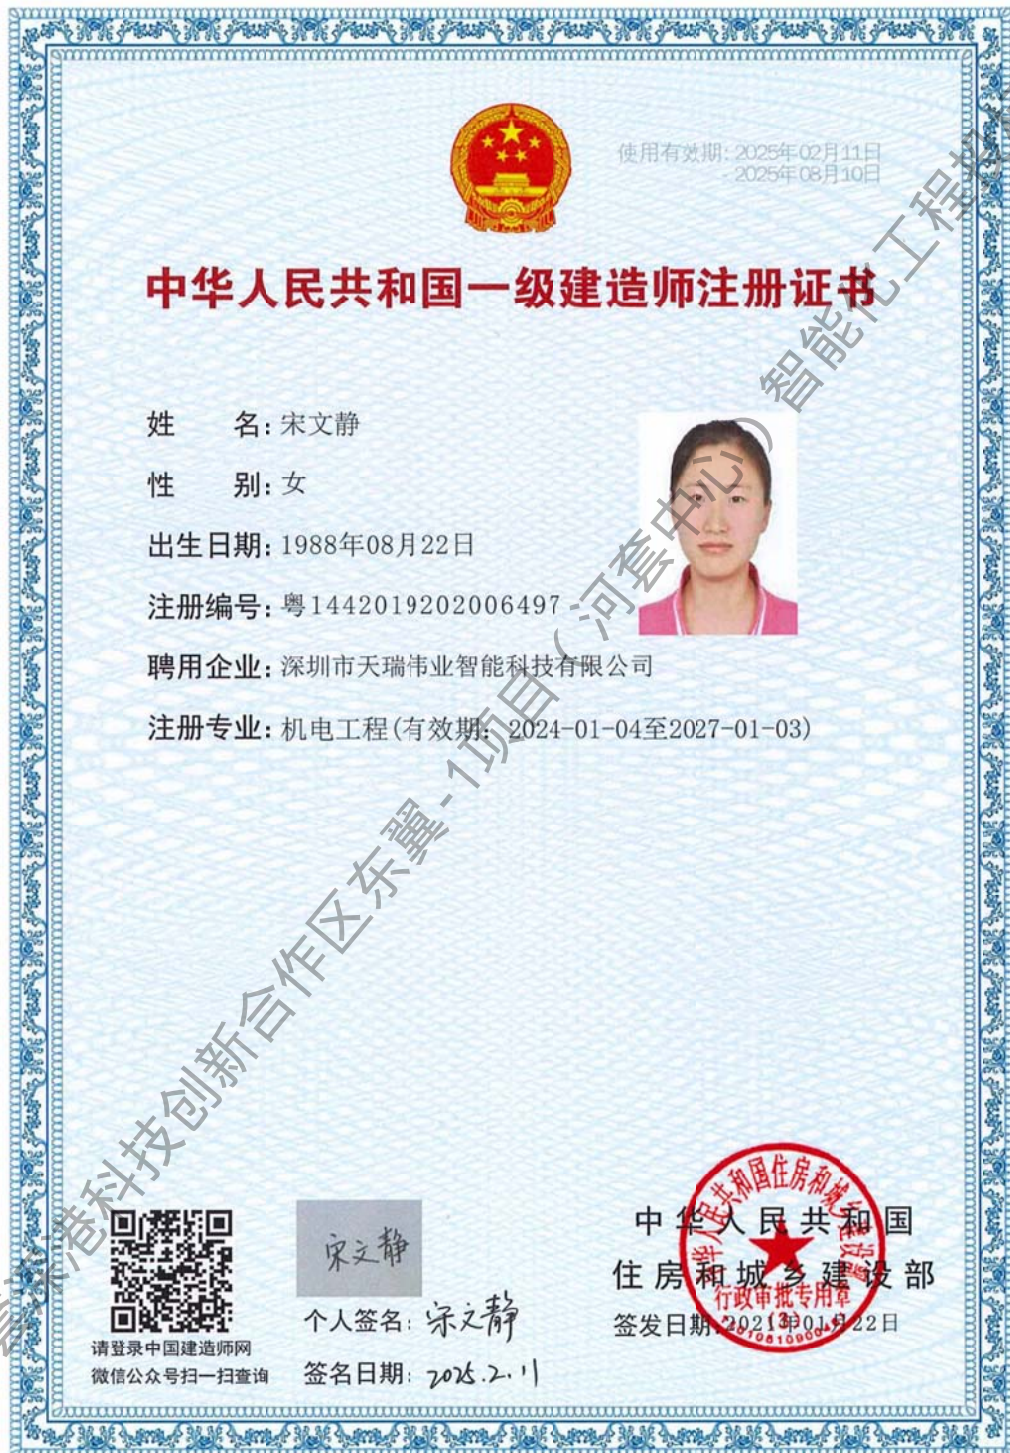 使用有效期: 2025年02月11日
- 2025年08月10日
中华人民共和国一级建造师注册证书
姓 名: 宋文静
性 别: 女
出生日期: 1988年08月22日
注册编号: 粤1442019202006497
聘用企业: 深圳市天瑞伟业智能科技有限公司
注册专业: 机电工程(有效期: 2024-01-04至2027-01-03)
深港科技创新合作区东翼-1项目(河套中心)智能化工程
宋文静
个人签名: 宋文静
签名日期: 2025.2.11
请登录中国建造师网
微信公众号扫一扫查询
中华人民共和国
住房和城乡建设部
签发日期:2021年01月22日
中华人民共和国住房和城乡建设部
行政审批专用章
(3)